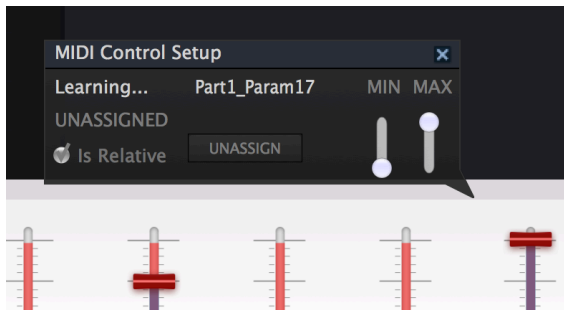 MIDI Control Setup
Learning... Part1_Param17 MIN MAX
UNASSIGNED
Is Relative UNASSIGN